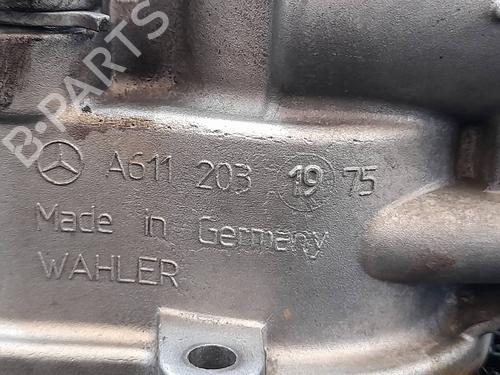 B-PARTS
A611 203 19 75
Made in Germany
WAHLER